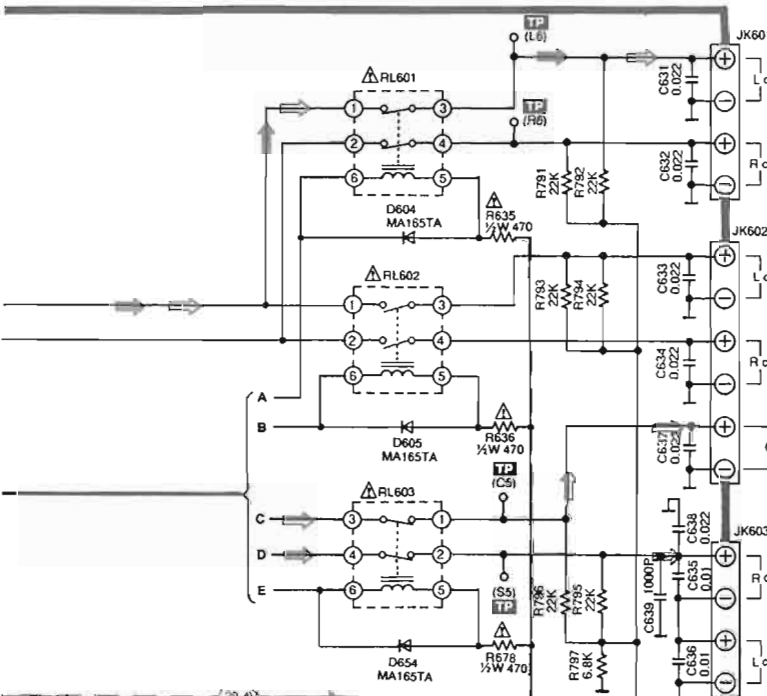 TP
(L6)
JK601
RL601
C631
0.022
L
1
3
TP
(R6)
2
4
C632
0.022
R
R791
22K
R792
22K
6
5
D604
MA165TA
R635
½W 470
JK602
RL602
C633
0.022
L
1
3
R793
22K
R794
22K
2
4
C634
0.022
R
6
5
A
B
D605
MA165TA
R636
½W 470
C637
TP
(C5)
RL603
C
3
1
C638
0.022
JK603
D
4
2
C639 1000P
C635
0.01
R
E
6
5
(S5)
TP
R796
22K
R795
22K
R678
½W 470
D654
MA165TA
R797
6.8K
C636
0.01
L